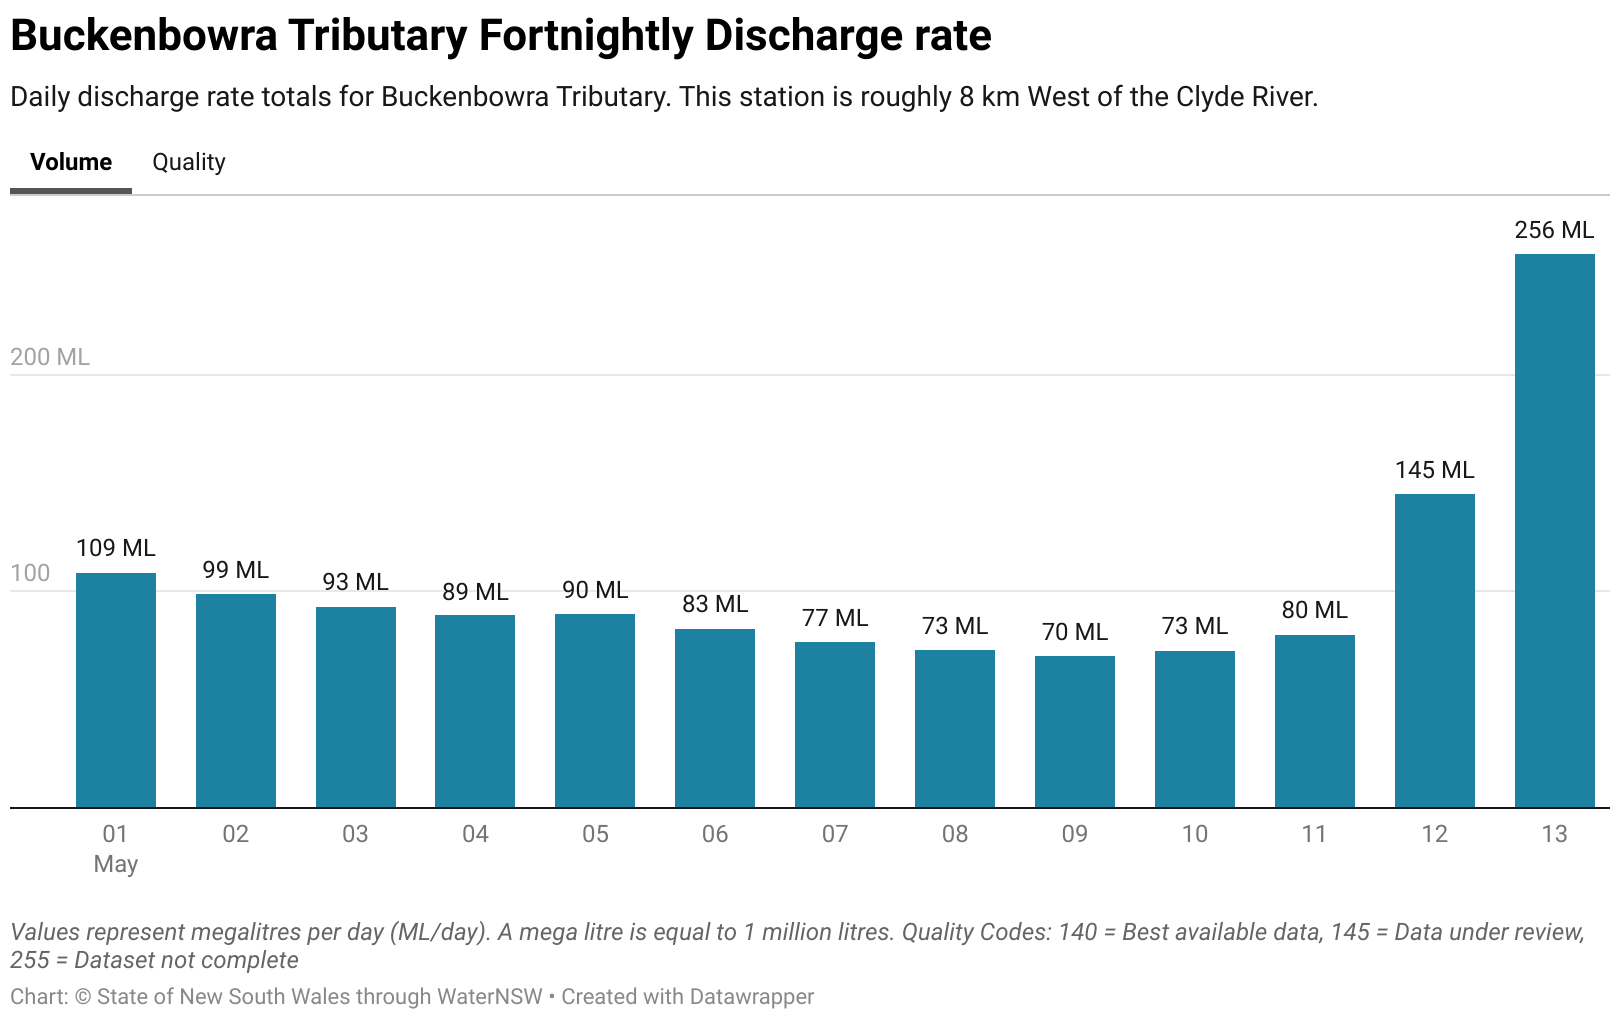 Buckenbowra Tributary Fortnightly Discharge rate
Daily discharge rate totals for Buckenbowra Tributary. This station is roughly 8 km West of the Clyde River.
Volume Quality
256 ML
200 ML
145 ML
109 ML
100
99 ML
93 ML
89 ML
90 ML
83 ML
77 ML
73 ML
70 ML
73 ML
80 ML
01 02 03 04 05 06 07 08 09 10 11 12 13
May
Values represent megalitres per day (ML/day). A mega litre is equal to 1 million litres. Quality Codes: 140 = Best available data, 145 = Data under review,
255 = Dataset not complete
Chart: © State of New South Wales through WaterNSW • Created with Datawrapper